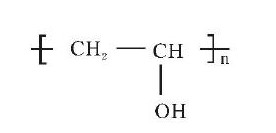 [ CH₂ — CH ]n
OH